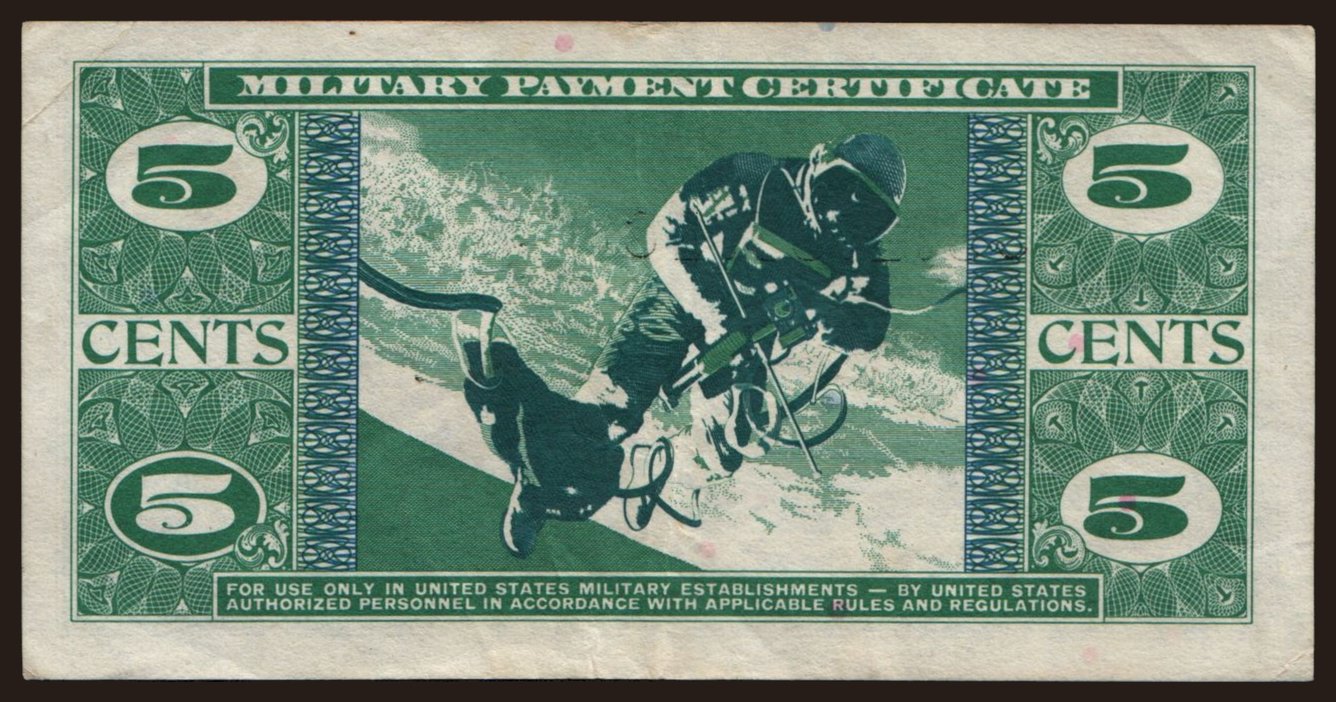 MILITARY PAYMENT CERTIFICATE
5
5
CENTS
CENTS
5
5
FOR USE ONLY IN UNITED STATES MILITARY ESTABLISHMENTS — BY UNITED STATES
AUTHORIZED PERSONNEL IN ACCORDANCE WITH APPLICABLE RULES AND REGULATIONS.